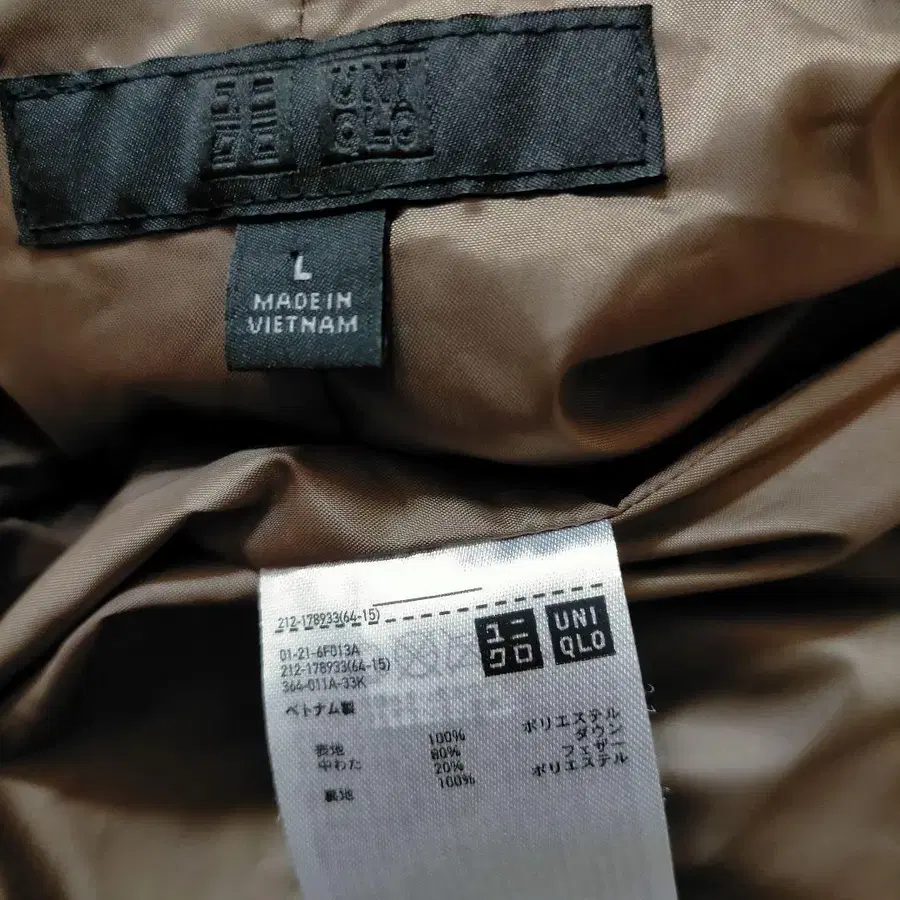 ユニ UNI
クロ QLO
L
MADE IN
VIETNAM
212-178933(64-15)
01-21-6F013A
212-178933(64-15)
364-011A-33K
ユニ UNI
クロ QLO
ベトナム製
表地 100% ポリエステル
中わた 80% ダウン
20% フェザー
裏地 100% ポリエステル